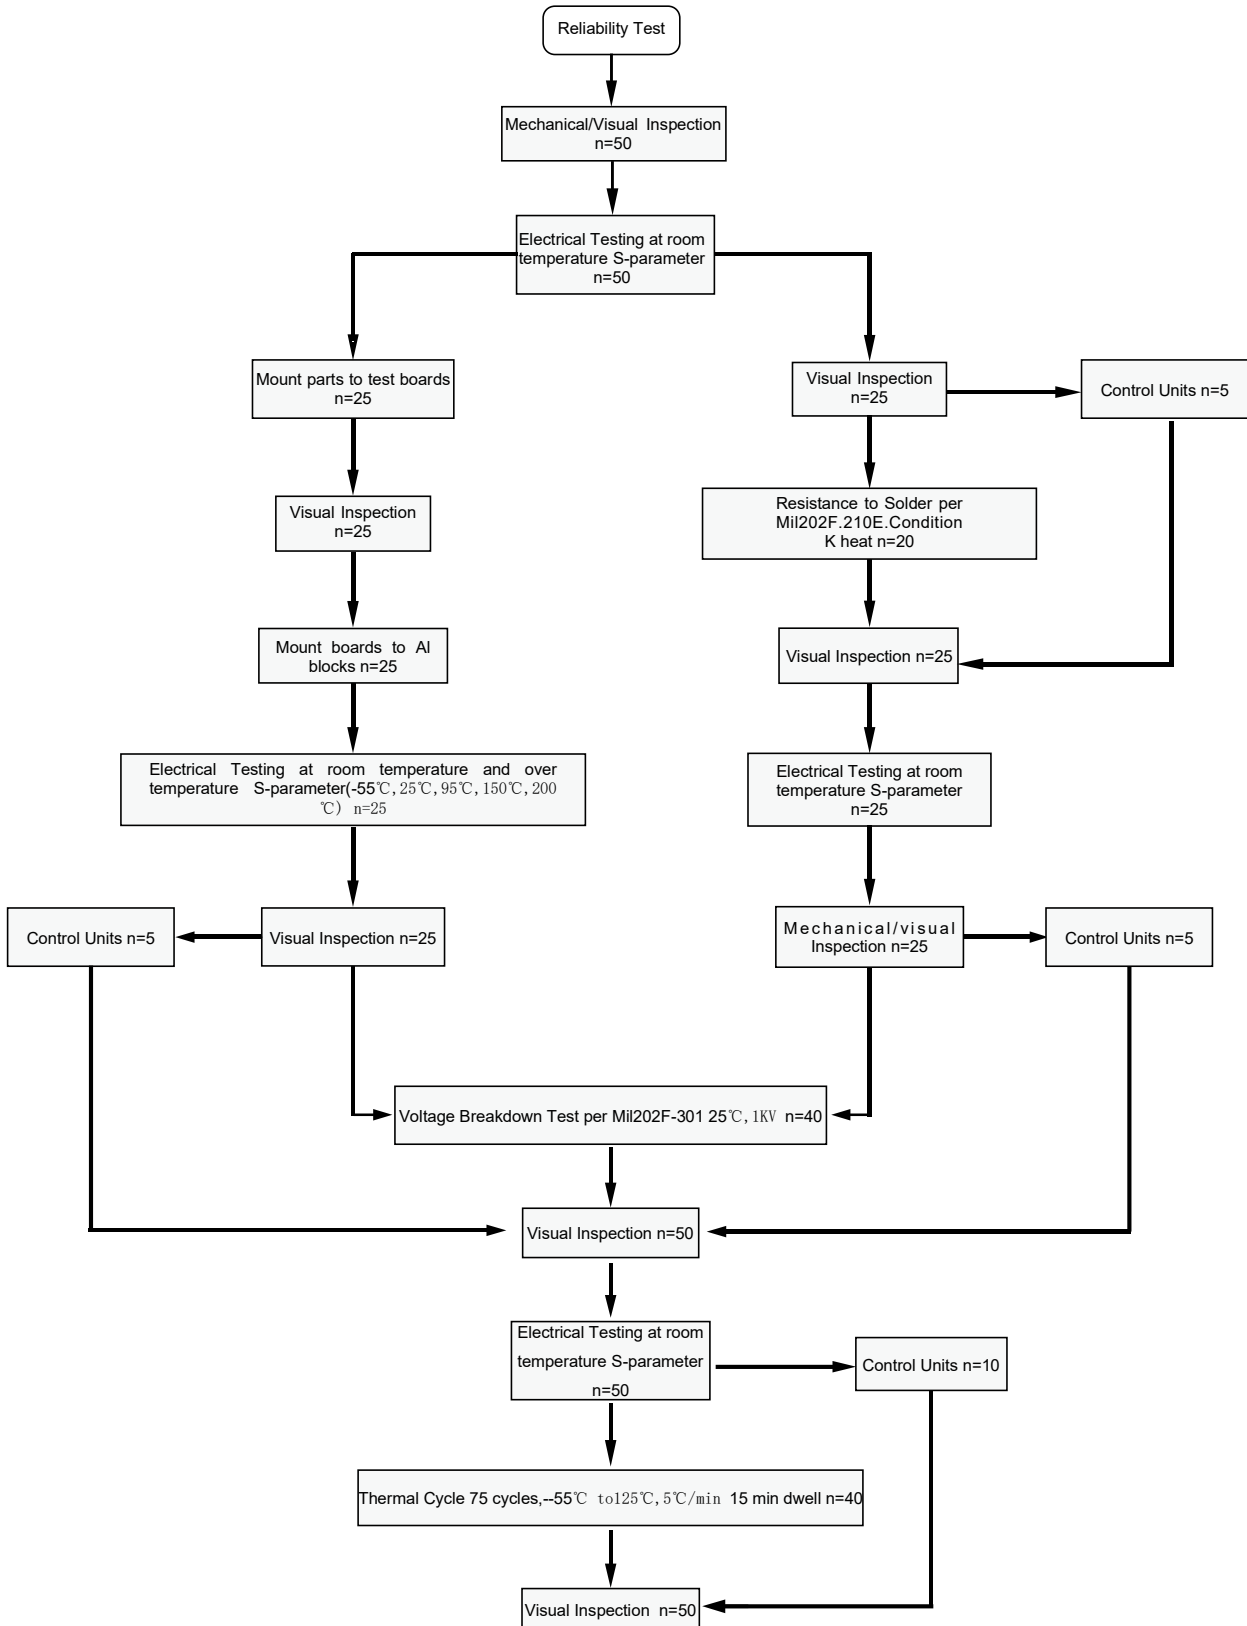 Reliability Test
Mechanical/Visual Inspection
n=50
Electrical Testing at room
temperature S-parameter
n=50
Mount parts to test boards
n=25
Visual Inspection
n=25
Control Units n=5
Visual Inspection
n=25
Resistance to Solder per
Mil202F.210E.Condition
K heat n=20
Mount boards to Al
blocks n=25
Visual Inspection n=25
Electrical Testing at room temperature and over
temperature S-parameter(-55℃,25℃,95℃,150℃,200
℃) n=25
Electrical Testing at room
temperature S-parameter
n=25
Control Units n=5
Visual Inspection n=25
Mechanical/visual
Inspection n=25
Control Units n=5
Voltage Breakdown Test per Mil202F-301 25℃,1KV n=40
Visual Inspection n=50
Electrical Testing at room
temperature S-parameter
n=50
Control Units n=10
Thermal Cycle 75 cycles,--55℃ to125℃,5℃/min 15 min dwell n=40
Visual Inspection n=50